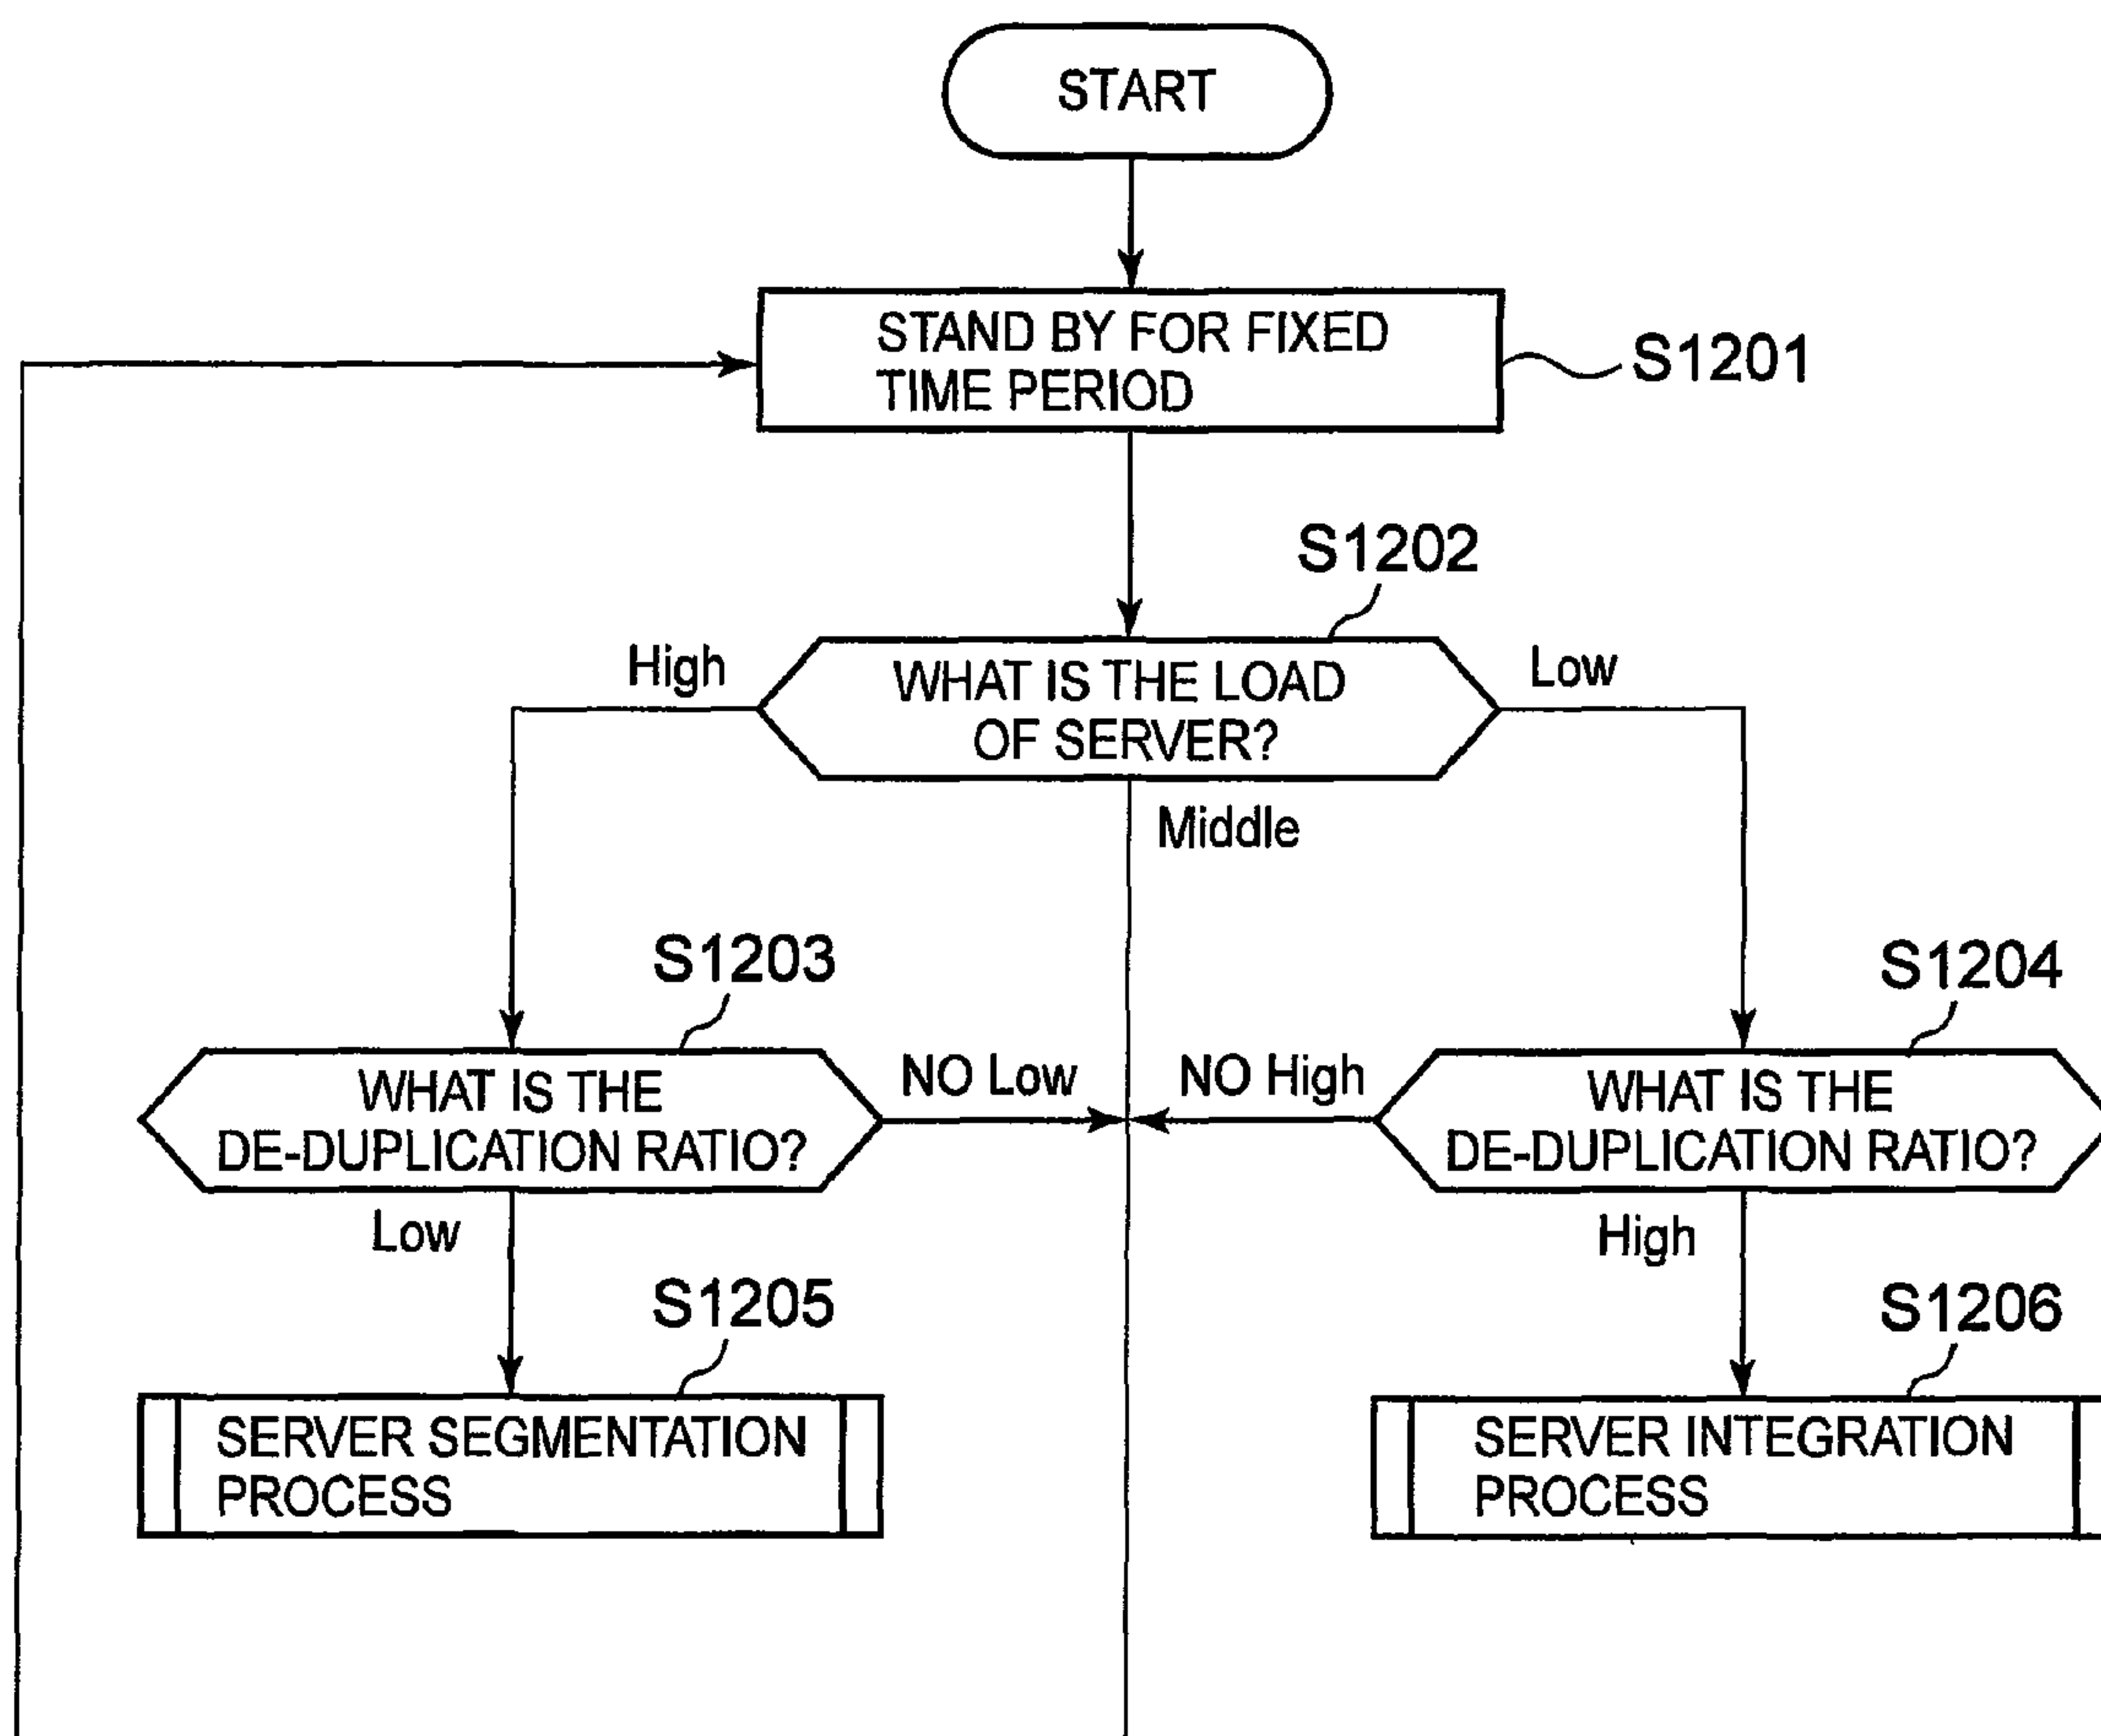 START
STAND BY FOR FIXED
TIME PERIOD
S1201
S1202
High
WHAT IS THE LOAD
OF SERVER?
Low
Middle
S1203
S1204
WHAT IS THE
DE-DUPLICATION RATIO?
NO Low
NO High
WHAT IS THE
DE-DUPLICATION RATIO?
Low
High
S1205
S1206
SERVER SEGMENTATION
PROCESS
SERVER INTEGRATION
PROCESS